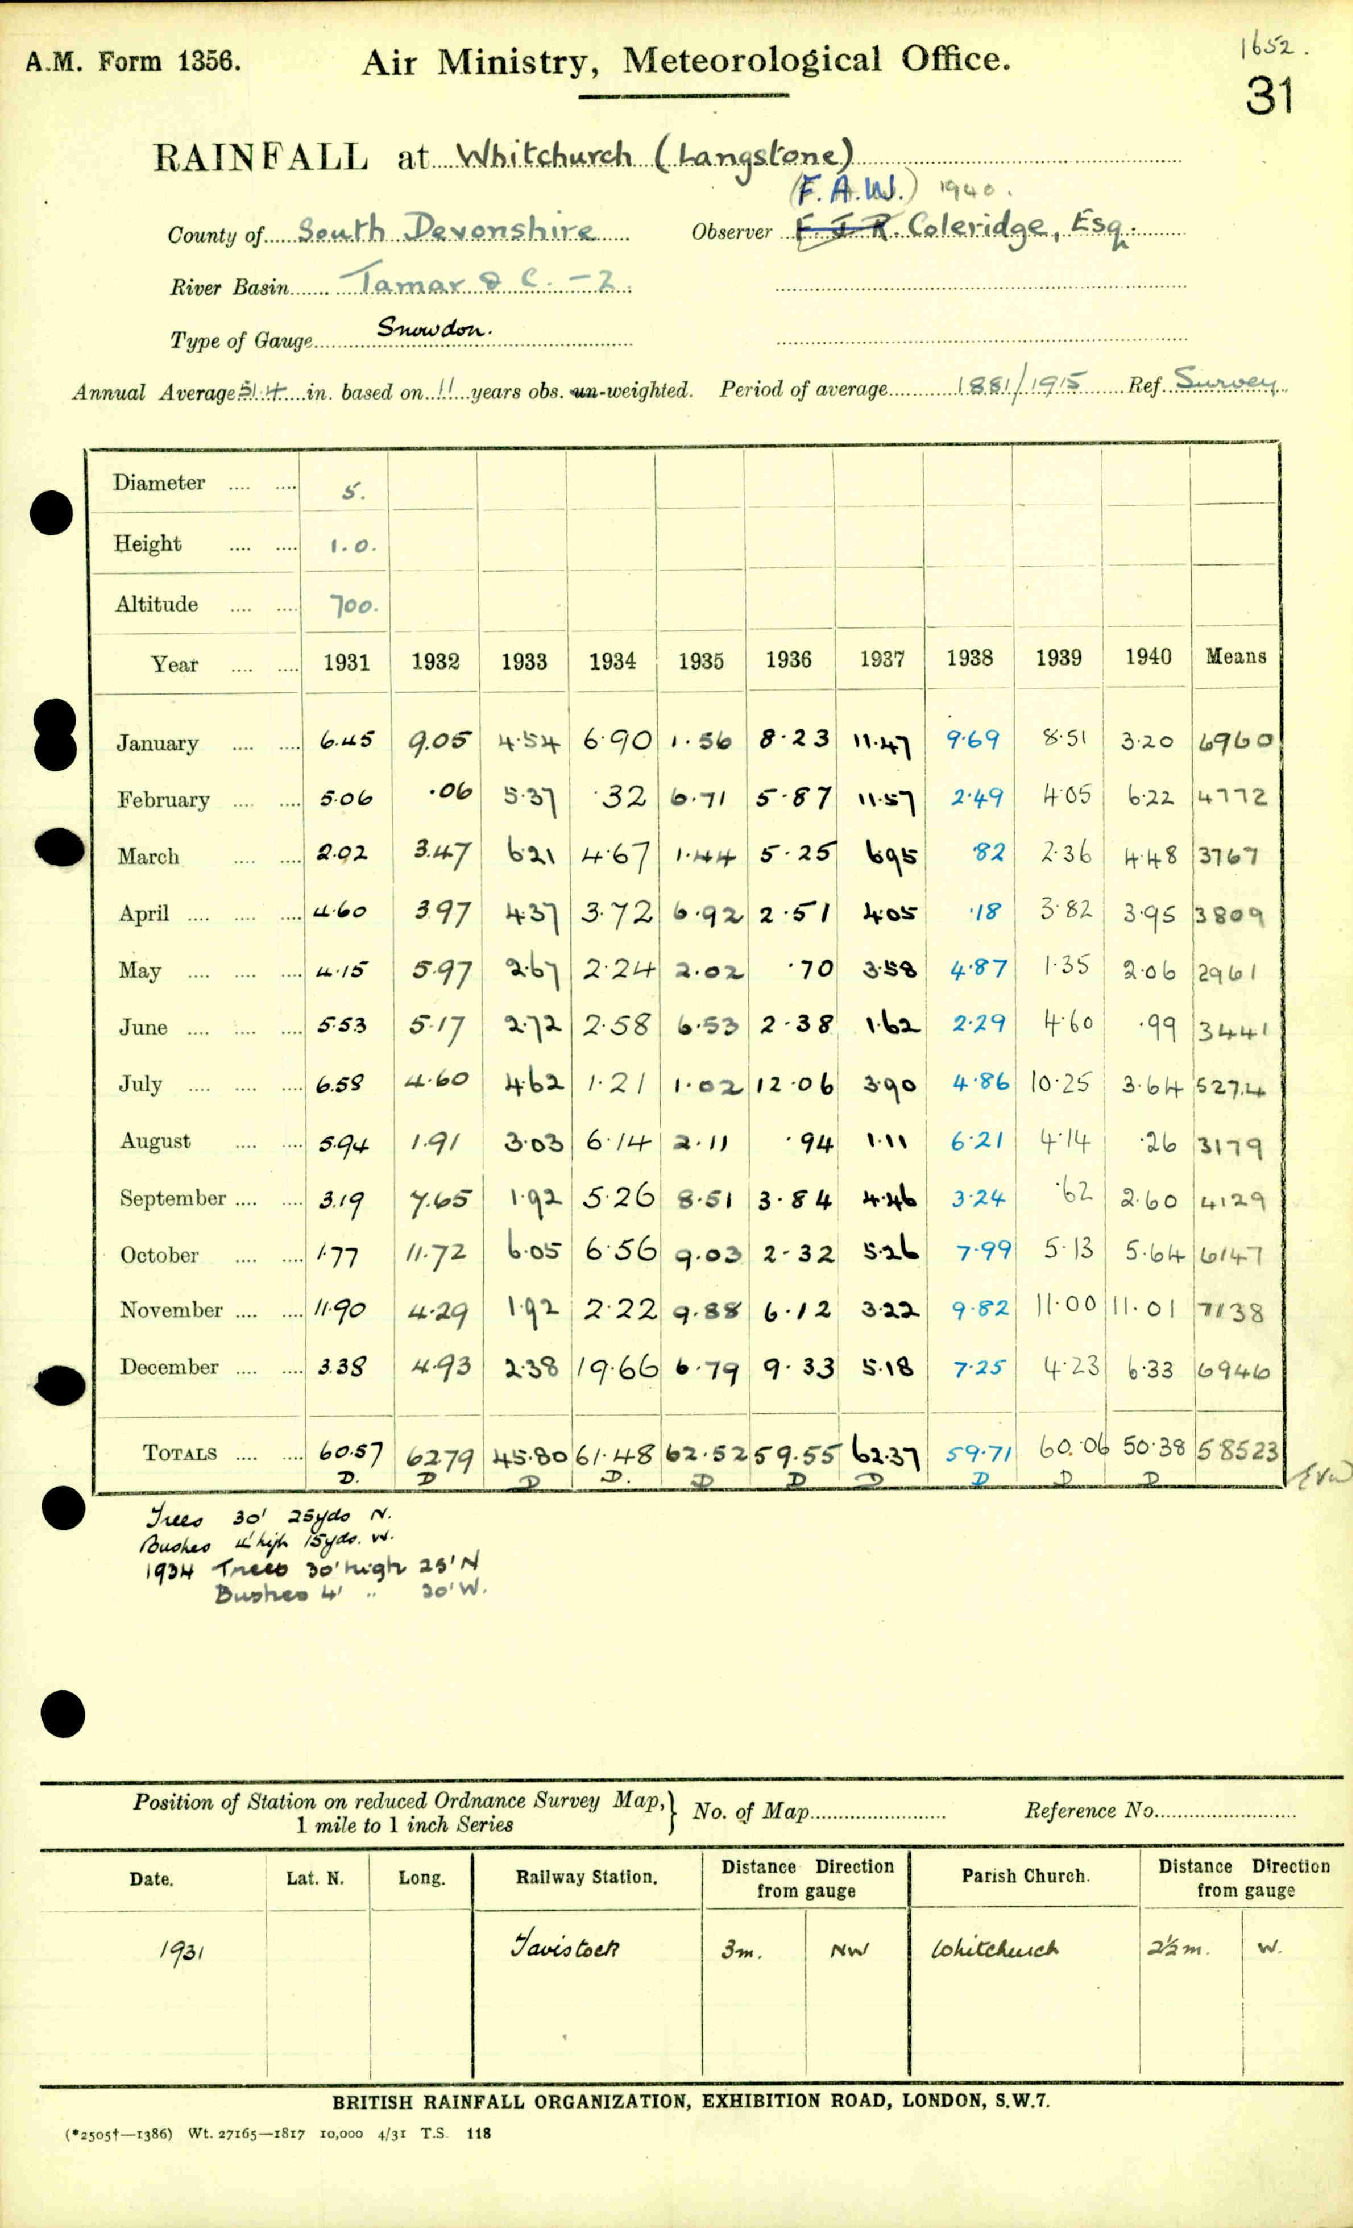 1652.
A.M. Form 1356. Air Ministry, Meteorological Office.
31
RAINFALL at Whitchurch (Langstone)
(F.A.W.) 1940.
County of South Devonshire Observer F. J. R. Coleridge, Esq.
River Basin Tamar &C. -2.
Type of Gauge Snowdon.
Annual Average 51.4 in. based on 11 years obs. un-weighted. Period of average 1881/1915 Ref. Survey
Diameter 5.
Height 1.0.
Altitude 700.
Year 1931 1932 1933 1934 1935 1936 1937 1938 1939 1940 Means
January 6.45 9.05 4.54 6.90 1.56 8.23 11.47 9.69 8.51 3.20 6960
February 5.06 .06 5.37 .32 6.71 5.87 11.57 2.49 4.05 6.22 4772
March 2.02 3.47 6.21 4.67 1.44 5.25 6.95 .82 2.36 4.48 3767
April 4.60 3.97 4.37 3.72 6.92 2.51 4.05 .18 3.82 3.95 3809
May 4.15 5.97 2.67 2.24 2.02 .70 3.58 4.87 1.35 2.06 2961
June 5.53 5.17 2.72 2.58 6.53 2.38 1.62 2.29 4.60 .99 3441
July 6.58 4.60 4.62 1.21 1.02 12.06 3.90 4.86 10.25 3.64 5274
August 5.94 1.91 3.03 6.14 2.11 .94 1.11 6.21 4.14 .26 3179
September 3.19 7.65 1.92 5.26 8.51 3.84 4.46 3.24 .62 2.60 4129
October 1.77 11.72 6.05 6.56 9.03 2.32 5.26 7.99 5.13 5.64 6147
November 11.90 4.29 1.92 2.22 9.88 6.12 3.22 9.82 11.00 11.01 7138
December 3.38 4.93 2.38 19.66 6.79 9.33 5.18 7.25 4.23 6.33 6946
TOTALS 60.57 62.79 45.80 61.48 62.52 59.55 62.37 59.71 60.06 50.38 58523
D. D D D. D D D D D D
Trees 30' 25yds N.
Bushes 4' high 15yds. W.
1934 Trees 30' high 25' N
Bushes 4' " 30' W.
Position of Station on reduced Ordnance Survey Map,
1 mile to 1 inch Series
No. of Map Reference No.
Date. Lat. N. Long. Railway Station. Distance Direction from gauge Parish Church. Distance Direction from gauge
1931 Tavistock 3m. NW Whitchurch 2½m. W.
BRITISH RAINFALL ORGANIZATION, EXHIBITION ROAD, LONDON, S.W.7.
(*2505†—1386) Wt. 27165—1817 10,000 4/31 T.S. 118